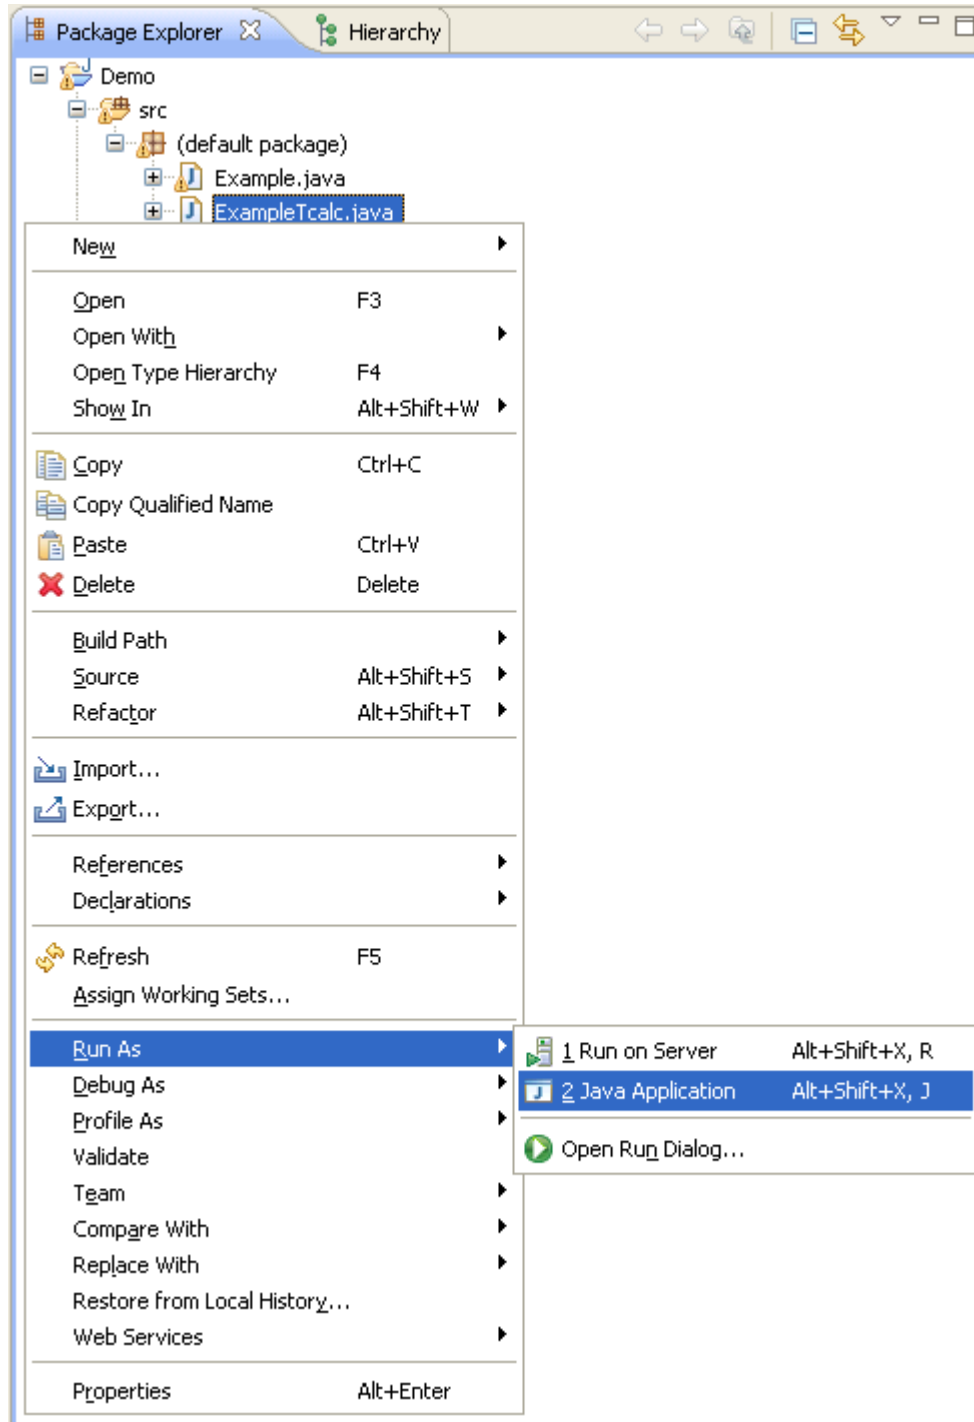 Package Explorer Hierarchy
Demo
src
(default package)
Example.java
ExampleTcalc.java
New
Open F3
Open With
Open Type Hierarchy F4
Show In Alt+Shift+W
Copy Ctrl+C
Copy Qualified Name
Paste Ctrl+V
Delete Delete
Build Path
Source Alt+Shift+S
Refactor Alt+Shift+T
Import...
Export...
References
Declarations
Refresh F5
Assign Working Sets...
Run As
1 Run on Server Alt+Shift+X, R
Debug As
2 Java Application Alt+Shift+X, J
Profile As
Open Run Dialog...
Validate
Team
Compare With
Replace With
Restore from Local History...
Web Services
Properties Alt+Enter